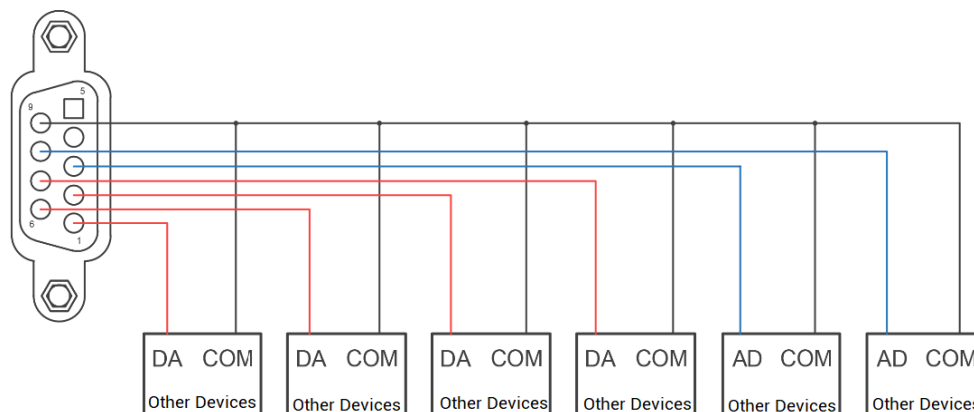 5
9
6
1
DA COM DA COM DA COM DA COM AD COM AD COM
Other Devices Other Devices Other Devices Other Devices Other Devices Other Devices